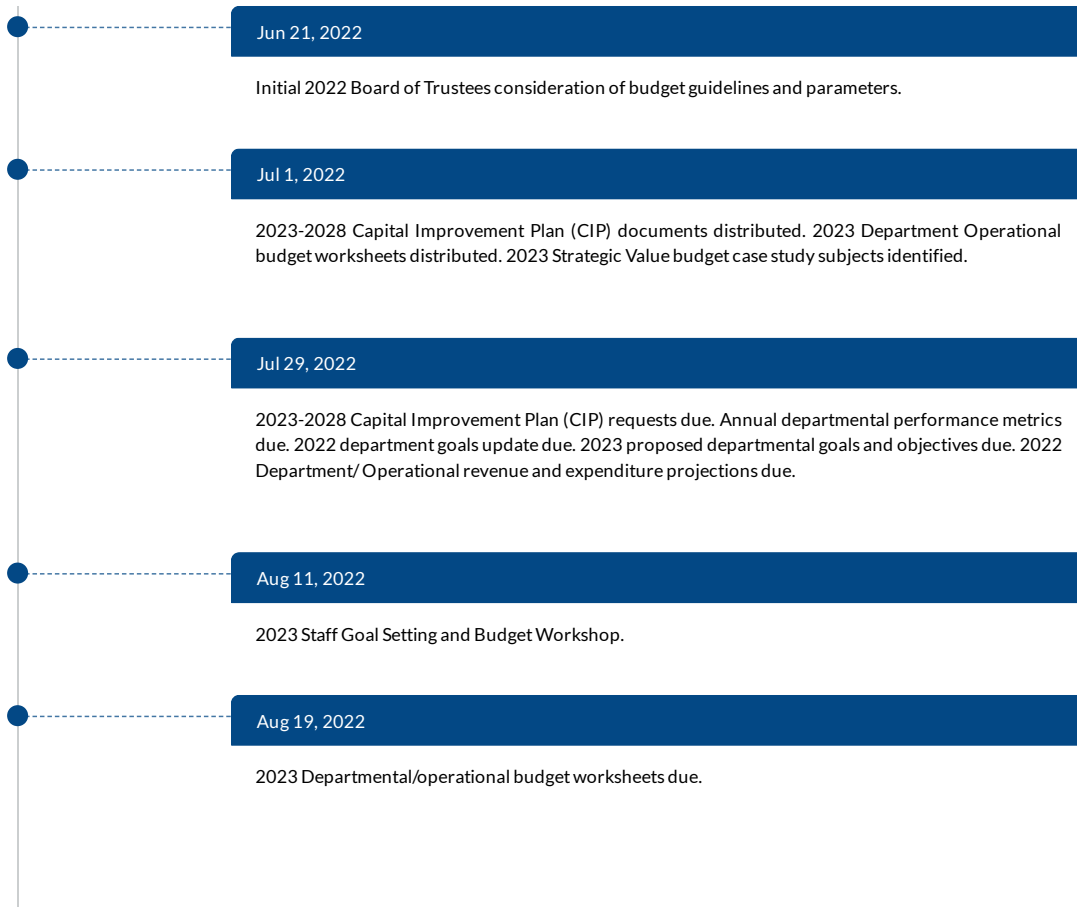 Jun 21, 2022
Initial 2022 Board of Trustees consideration of budget guidelines and parameters.
Jul 1, 2022
2023-2028 Capital Improvement Plan (CIP) documents distributed. 2023 Department Operational
budget worksheets distributed. 2023 Strategic Value budget case study subjects identified.
Jul 29, 2022
2023-2028 Capital Improvement Plan (CIP) requests due. Annual departmental performance metrics
due. 2022 department goals update due. 2023 proposed departmental goals and objectives due. 2022
Department/ Operational revenue and expenditure projections due.
Aug 11, 2022
2023 Staff Goal Setting and Budget Workshop.
Aug 19, 2022
2023 Departmental/operational budget worksheets due.